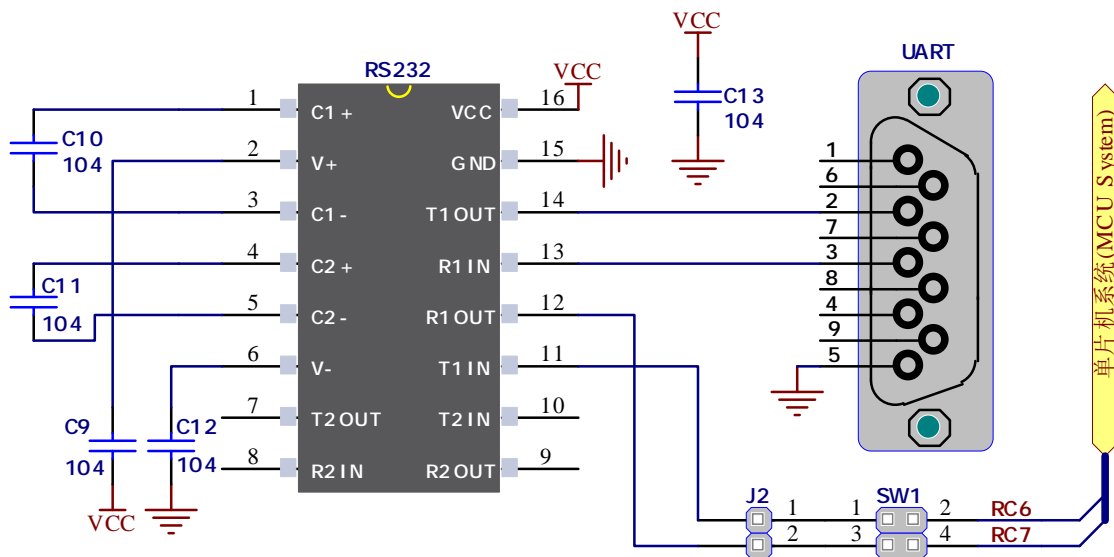 RS232
VCC
VCC
UART
1
C1+
VCC
16
C10
104
C13
104
2
V+
GND
15
1
6
3
C1-
T1OUT
14
2
7
4
C2+
R1IN
13
3
8
C11
104
5
C2-
R1OUT
12
4
9
6
V-
T1IN
11
5
7
T2OUT
T2IN
10
C9
104
C12
104
8
R2IN
R2OUT
9
VCC
J2
SW1
1
1
2
RC6
2
3
4
RC7
单片机系统(MCU System)